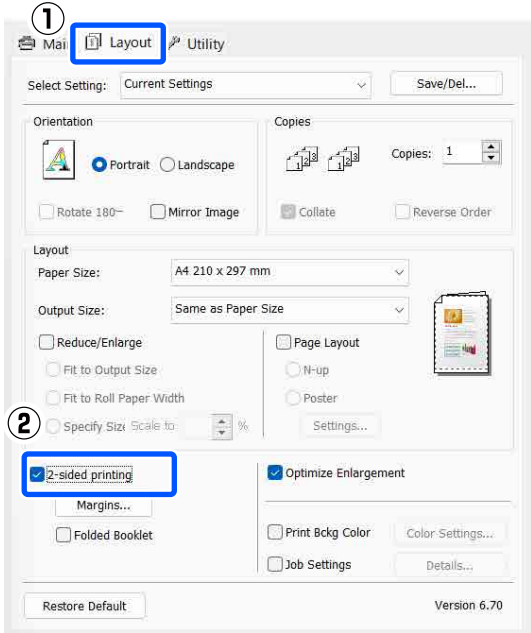 ①
Mai Layout Utility
Select Setting: Current Settings Save/Del...
Orientation Copies
Portrait Landscape Copies: 1
Rotate 180° Mirror Image Collate Reverse Order
Layout
Paper Size: A4 210 x 297 mm
Output Size: Same as Paper Size
Reduce/Enlarge Page Layout
Fit to Output Size N-up
Fit to Roll Paper Width Poster
② Specify Size Scale to % Settings...
2-sided printing Optimize Enlargement
Margins...
Folded Booklet Print Bckg Color Color Settings...
Job Settings Details...
Restore Default Version 6.70